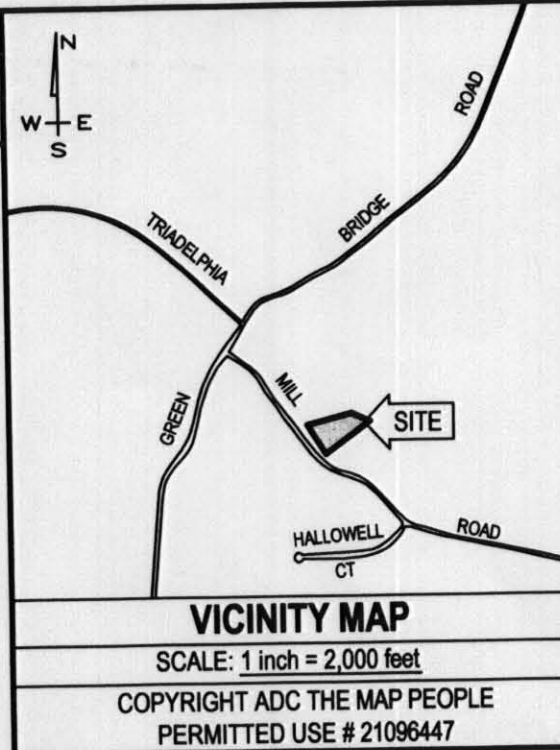 N
W E
S
ROAD
BRIDGE
TRIADELPHIA
GREEN
MILL
SITE
HALLOWELL
CT
ROAD
VICINITY MAP
SCALE: 1 inch = 2,000 feet
COPYRIGHT ADC THE MAP PEOPLE
PERMITTED USE # 21096447